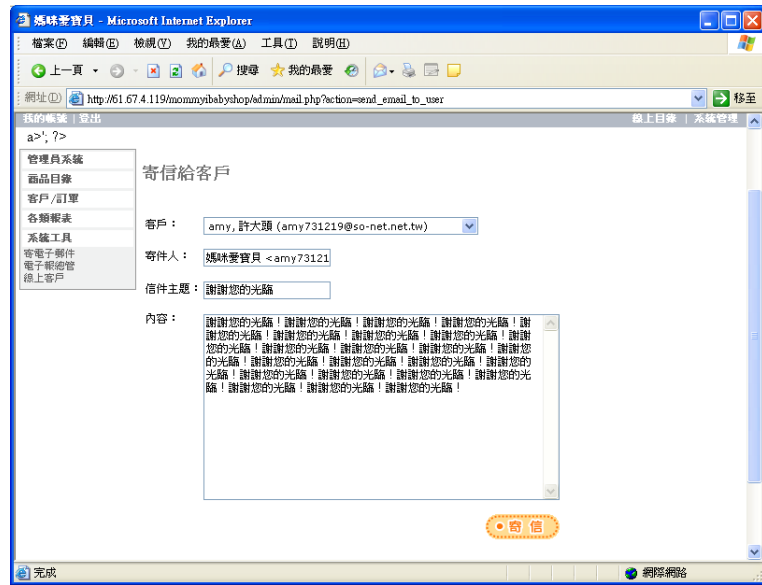 媽咪愛寶貝 - Microsoft Internet Explorer
檔案(F) 編輯(E) 檢視(V) 我的最愛(A) 工具(T) 說明(H)
上一頁 搜尋 我的最愛
網址(D) http://61.67.4.119/mommyibabyshop/admin/mail.php?action=send_email_to_user 移至
我的帳號 | 登出 線上目錄 | 系統管理
a>'; ?>
管理員系統
商品目錄
客戶/訂單
各類報表
系統工具
寄電子郵件
電子報總管
線上客戶
寄信給客戶
客戶： amy, 許大頭 (amy731219@so-net.net.tw)
寄件人： 媽咪愛寶貝 <amy73121
信件主題： 謝謝您的光臨
內容：
謝謝您的光臨！謝謝您的光臨！謝謝您的光臨！謝謝您的光臨！謝
謝您的光臨！謝謝您的光臨！謝謝您的光臨！謝謝您的光臨！謝謝
您的光臨！謝謝您的光臨！謝謝您的光臨！謝謝您的光臨！謝謝您
的光臨！謝謝您的光臨！謝謝您的光臨！謝謝您的光臨！謝謝您的
光臨！謝謝您的光臨！謝謝您的光臨！謝謝您的光臨！謝謝您的光
臨！謝謝您的光臨！謝謝您的光臨！謝謝您的光臨！
寄 信
完成 網際網路